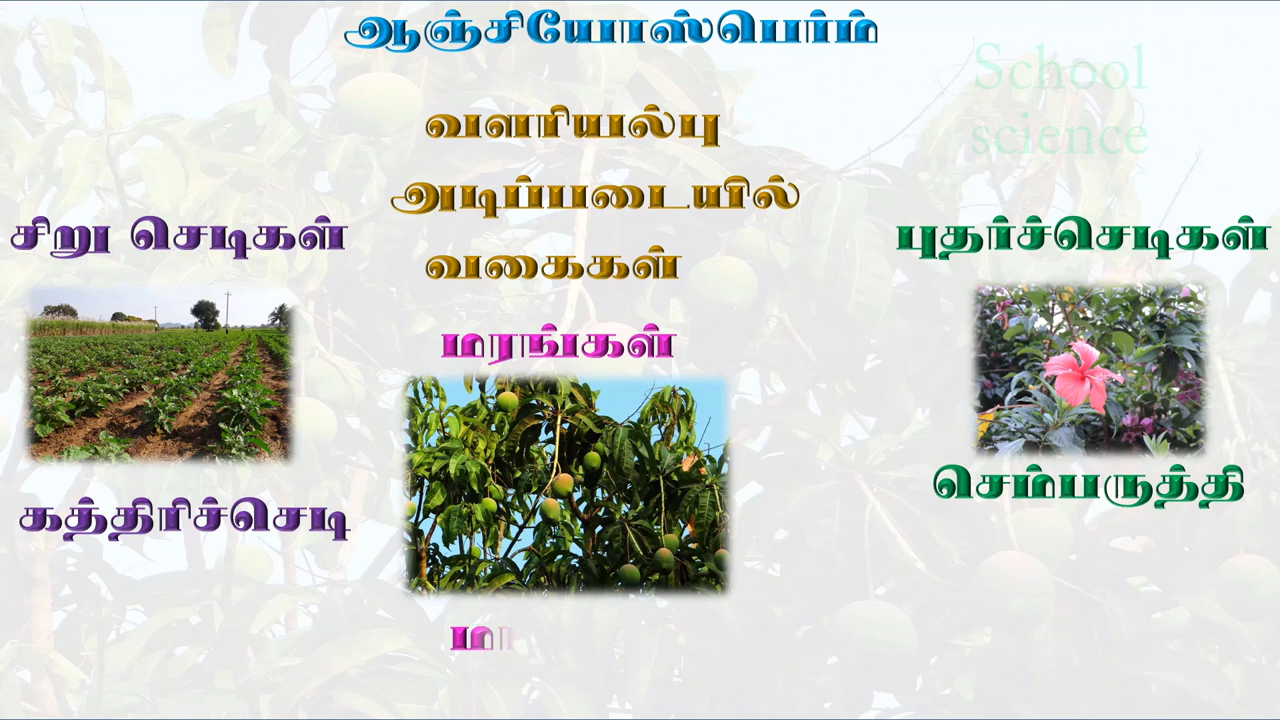 ஆஞ்சியோஸ்பெர்ம்
School
science
வளரியல்பு
அடிப்படையில்
வகைகள்
சிறு செடிகள்
புதர்ச்செடிகள்
மரங்கள்
கத்திரிச்செடி
செம்பருத்தி
மா